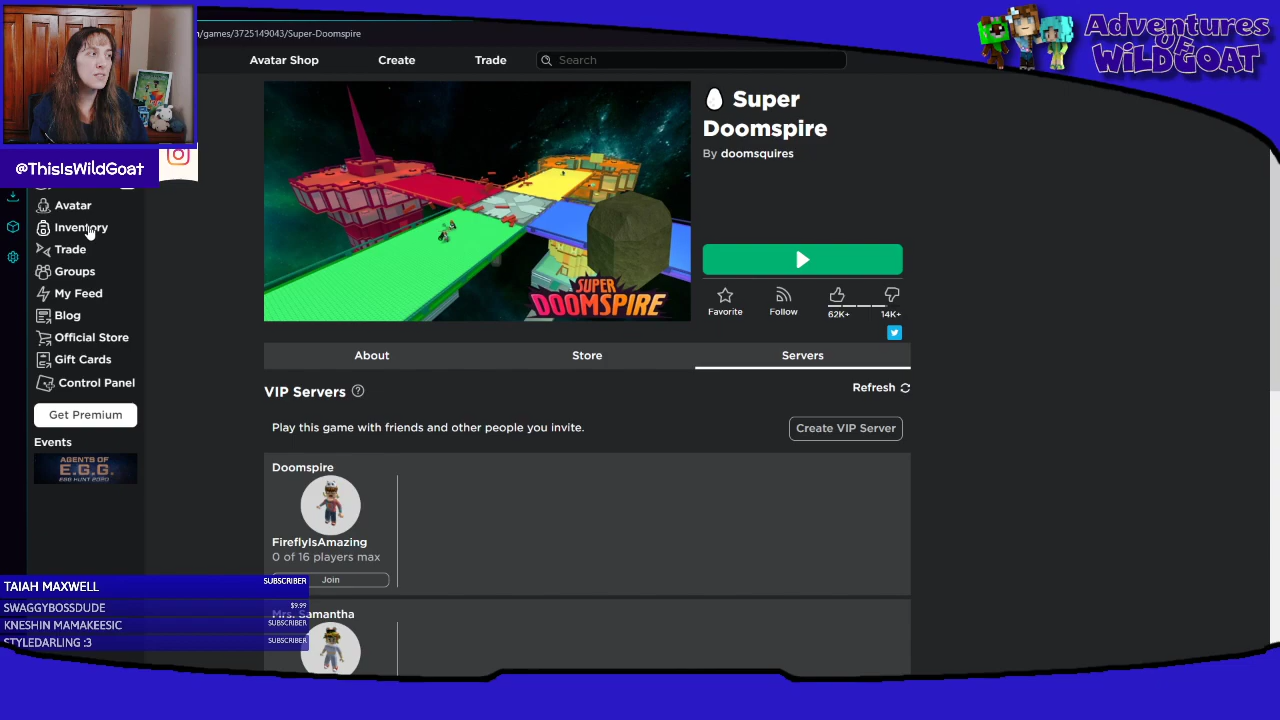 n/games/3725149043/Super-Doomspire
Adventures
OF
WiLDGOAT
Avatar Shop
Create
Trade
Search
@ThisIsWildGoat
Avatar
Inventory
Trade
Groups
My Feed
Blog
Official Store
Gift Cards
Control Panel
Get Premium
Events
AGENTS OF
E.G.G.
EGG HUNT 2020
SUPER
DOOMSPIRE
Super
Doomspire
By doomsquires
Favorite
Follow
62K+
14K+
About
Store
Servers
VIP Servers
Refresh
Play this game with friends and other people you invite.
Create VIP Server
Doomspire
FireflyIsAmazing
0 of 16 players max
Join
Mrs. Samantha
TAIAH MAXWELL SUBSCRIBER
SWAGGYBOSSDUDE $9.99
KNESHIN MAMAKEESIC SUBSCRIBER
STYLEDARLING :3 SUBSCRIBER